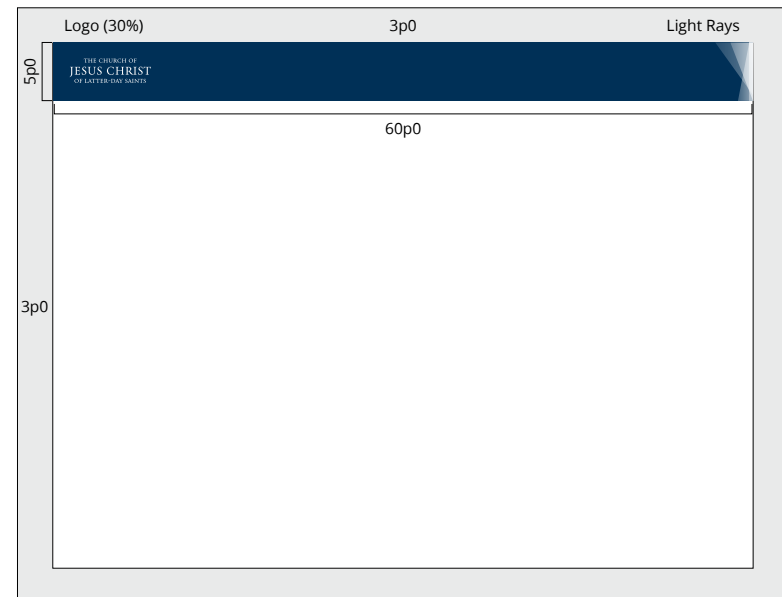 Logo (30%)
3p0
Light Rays
5p0
THE CHURCH OF
JESUS CHRIST
OF LATTER-DAY SAINTS
60p0
3p0